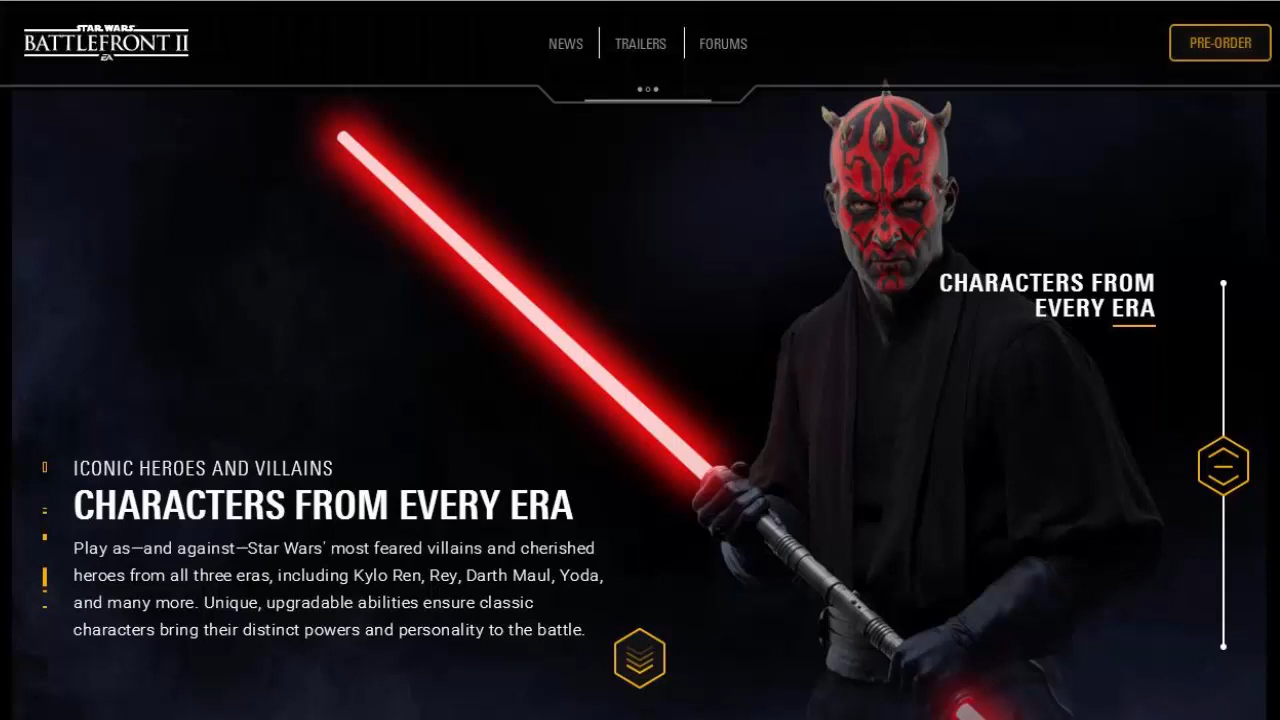 STAR WARS
BATTLEFRONT II
EA
NEWS
TRAILERS
FORUMS
PRE-ORDER
CHARACTERS FROM
EVERY ERA
ICONIC HEROES AND VILLAINS
CHARACTERS FROM EVERY ERA
Play as—and against—Star Wars' most feared villains and cherished
heroes from all three eras, including Kylo Ren, Rey, Darth Maul, Yoda,
and many more. Unique, upgradable abilities ensure classic
characters bring their distinct powers and personality to the battle.